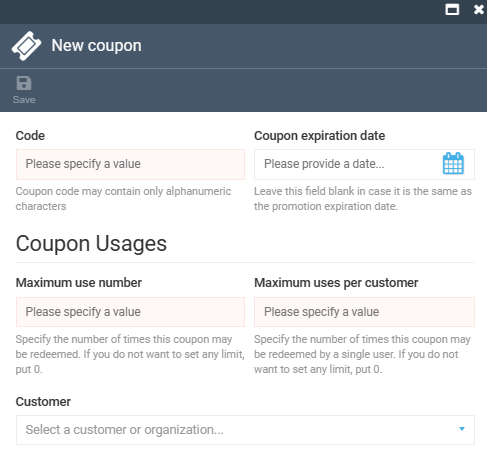 New coupon
Save
Code
Coupon expiration date
Please specify a value
Please provide a date...
Coupon code may contain only alphanumeric
characters
Leave this field blank in case it is the same as
the promotion expiration date.
Coupon Usages
Maximum use number
Maximum uses per customer
Please specify a value
Please specify a value
Specify the number of times this coupon may
be redeemed. If you do not want to set any limit,
put 0.
Specify the number of times this coupon may
be redeemed by a single user. If you do not
want to set any limit, put 0.
Customer
Select a customer or organization...